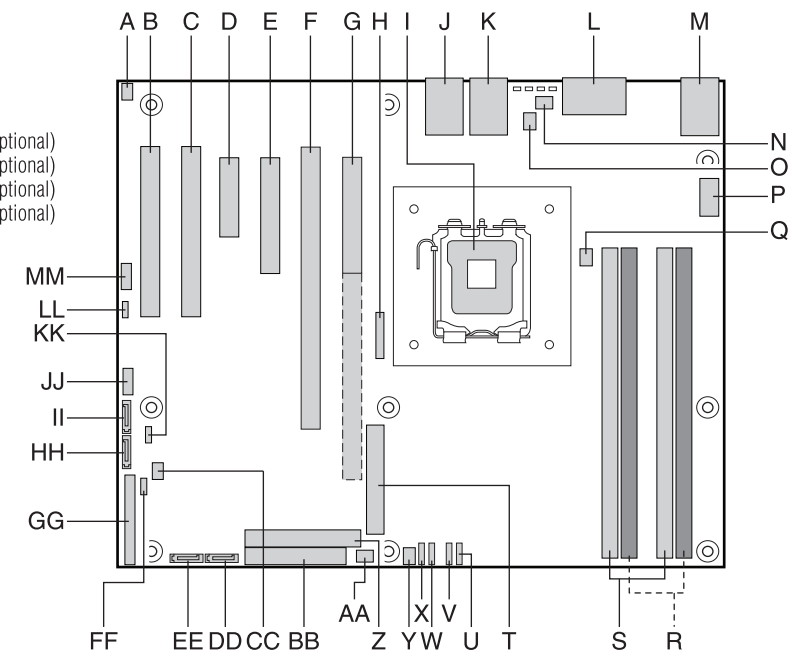 A B C D E F G H I J K L M
ptional)
ptional)
ptional)
ptional)
N
O
P
Q
MM
LL
KK
JJ
II
HH
GG
FF EE DD CC BB AA Z Y X W V U T S R